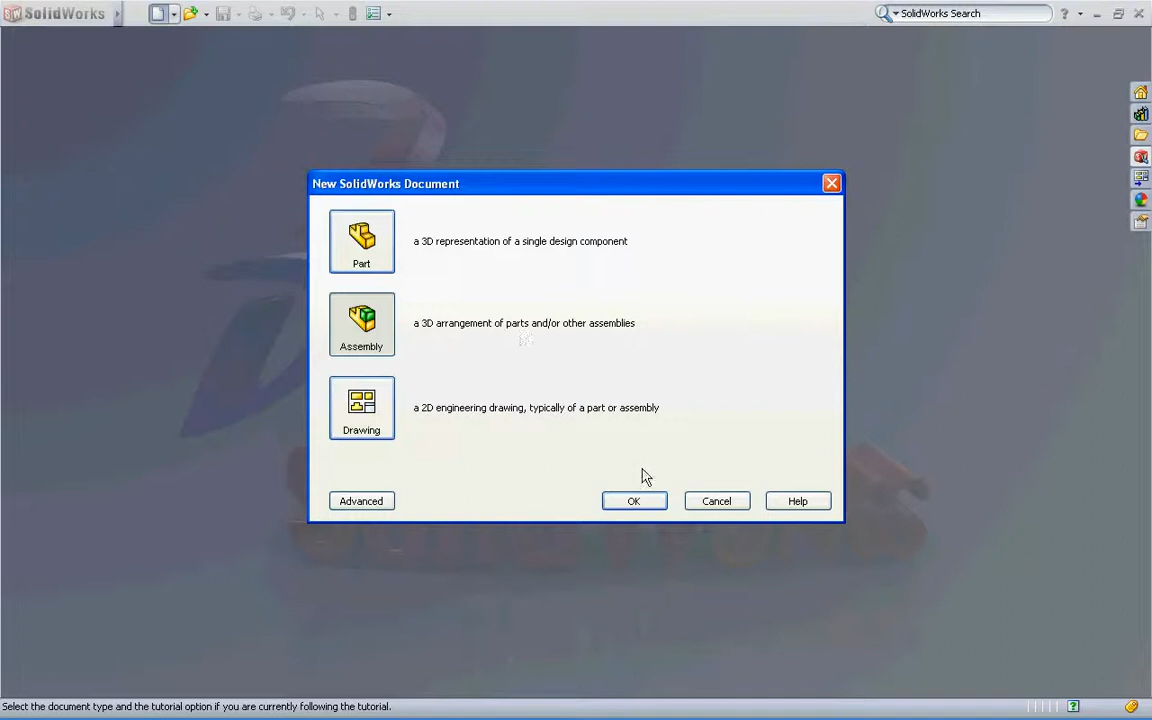 SolidWorks
SolidWorks Search
New SolidWorks Document
Part
a 3D representation of a single design component
Assembly
a 3D arrangement of parts and/or other assemblies
Drawing
a 2D engineering drawing, typically of a part or assembly
Advanced
OK
Cancel
Help
Select the document type and the tutorial option if you are currently following the tutorial.